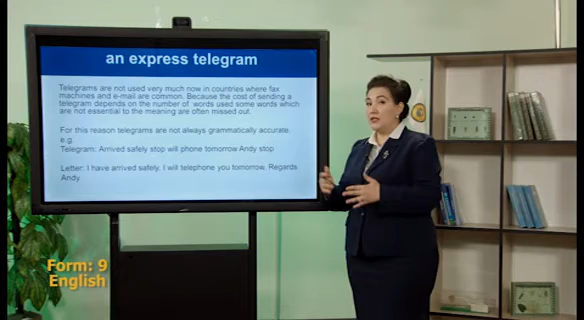 an express telegram
Telegrams are not used very much now in countries where fax
machines and e-mail are common. Because the cost of sending a
telegram depends on the number of words used some words which
are not essential to the meaning are often missed out.
For this reason telegrams are not always grammatically accurate.
e.g.
Telegram: Arrived safely stop will phone tomorrow Andy stop
Letter: I have arrived safely, I will telephone you tomorrow. Regards
Andy.
Form: 9
English